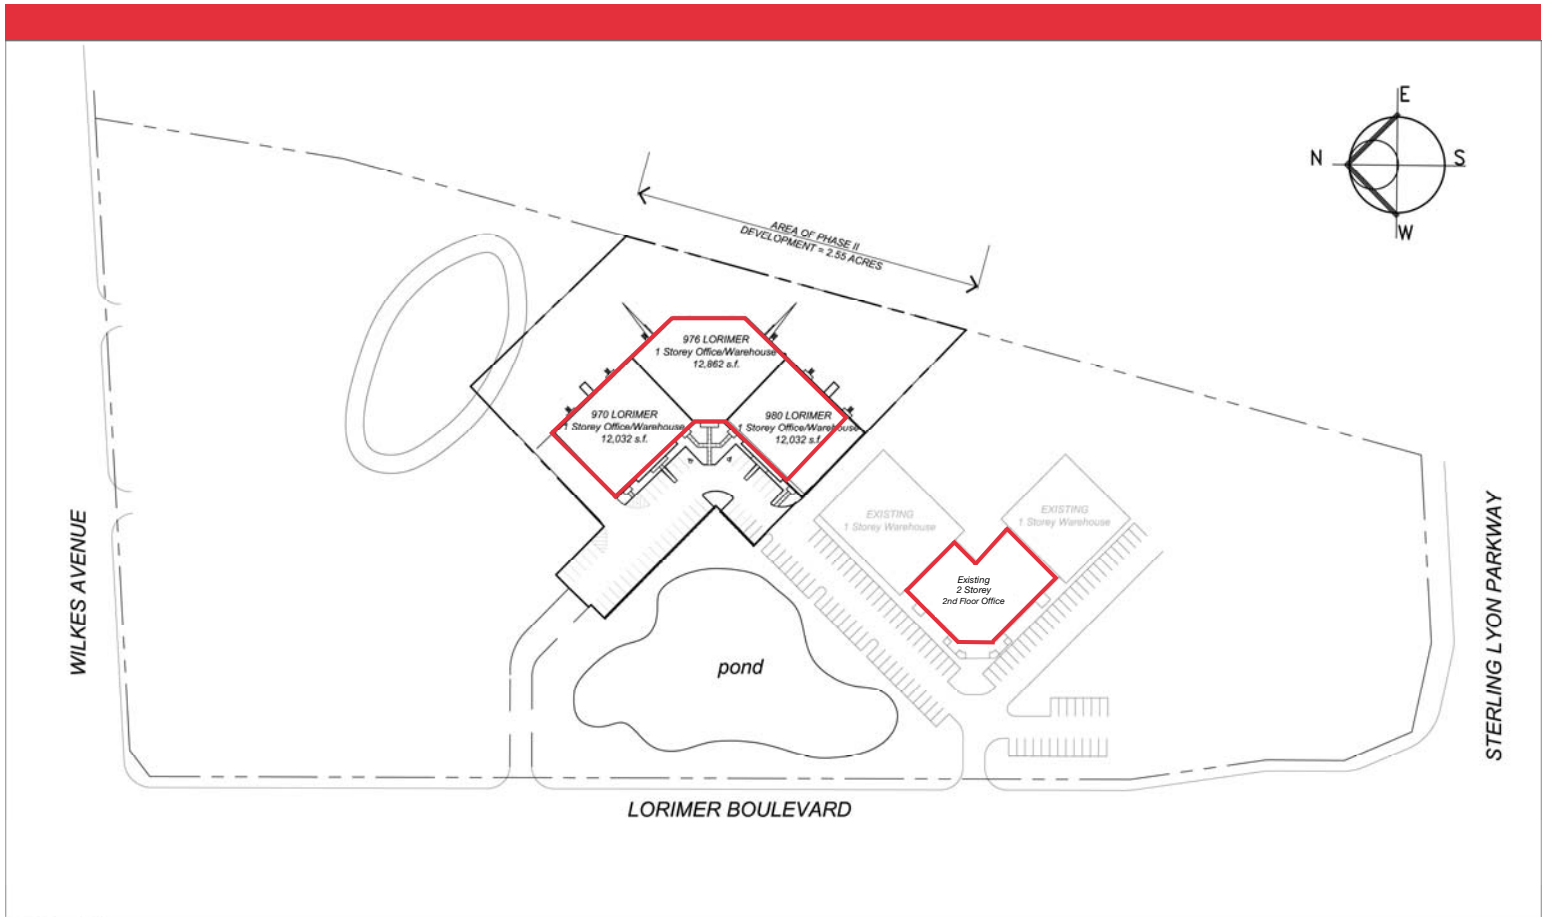 E
N
S
W
AREA OF PHASE II
DEVELOPMENT = 2.55 ACRES
976 LORIMER
1 Storey Office/Warehouse
12,862 s.f.
970 LORIMER
1 Storey Office/Warehouse
12,032 s.f.
980 LORIMER
1 Storey Office/Warehouse
12,032 s.f.
EXISTING
1 Storey Warehouse
EXISTING
1 Storey Warehouse
Existing
2 Storey
2nd Floor Office
WILKES AVENUE
STERLING LYON PARKWAY
pond
LORIMER BOULEVARD